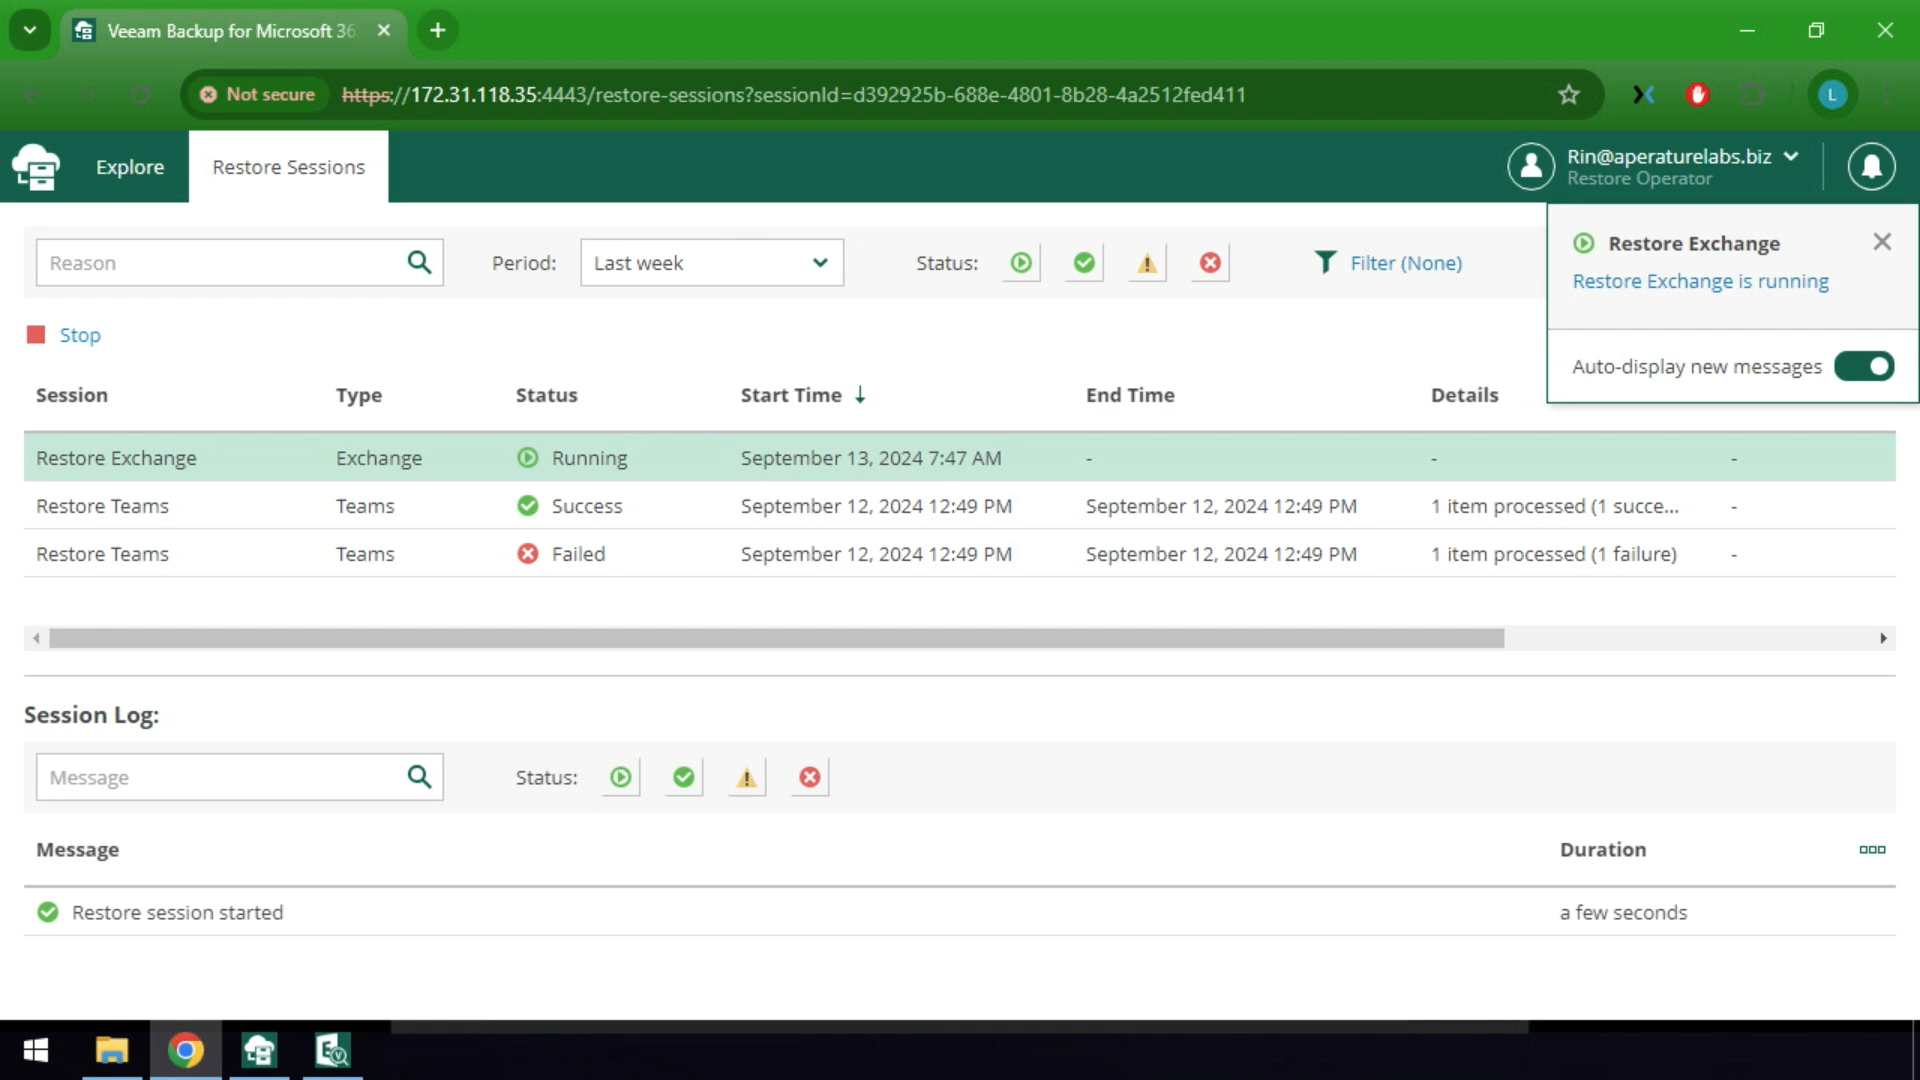 Veeam Backup for Microsoft 36
Not secure https://172.31.118.35:4443/restore-sessions?sessionId=d392925b-688e-4801-8b28-4a2512fed411
L
Explore
Restore Sessions
Rin@aperaturelabs.biz
Restore Operator
Reason
Period:
Last week
Status:
Filter (None)
Restore Exchange
Restore Exchange is running
Auto-display new messages
Stop
Session Type Status Start Time End Time Details
Restore Exchange Exchange Running September 13, 2024 7:47 AM - - -
Restore Teams Teams Success September 12, 2024 12:49 PM September 12, 2024 12:49 PM 1 item processed (1 succe... -
Restore Teams Teams Failed September 12, 2024 12:49 PM September 12, 2024 12:49 PM 1 item processed (1 failure) -
Session Log:
Message
Status:
Message Duration
Restore session started a few seconds